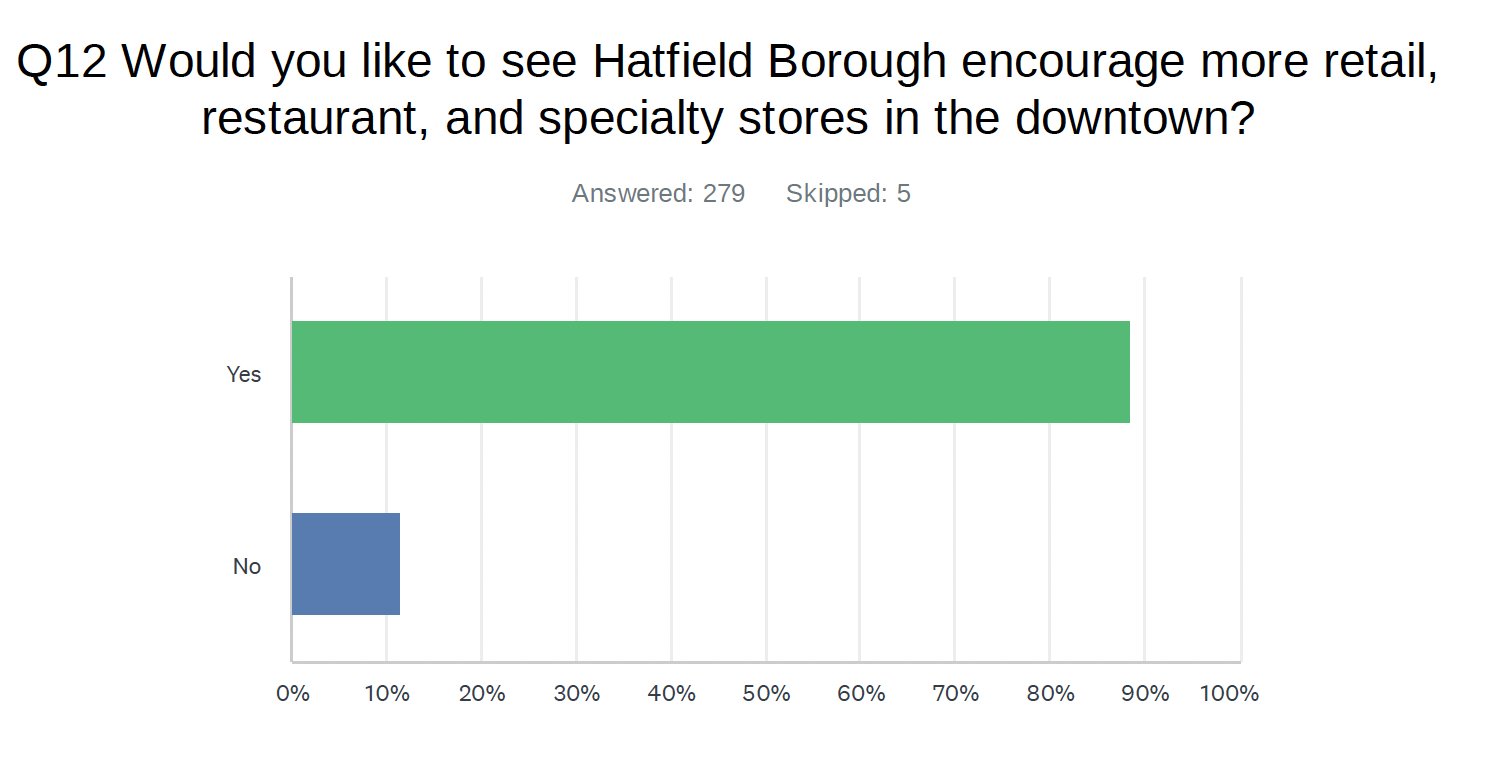 Q12 Would you like to see Hatfield Borough encourage more retail,
restaurant, and specialty stores in the downtown?
Answered: 279 Skipped: 5
Yes
No
0% 10% 20% 30% 40% 50% 60% 70% 80% 90% 100%